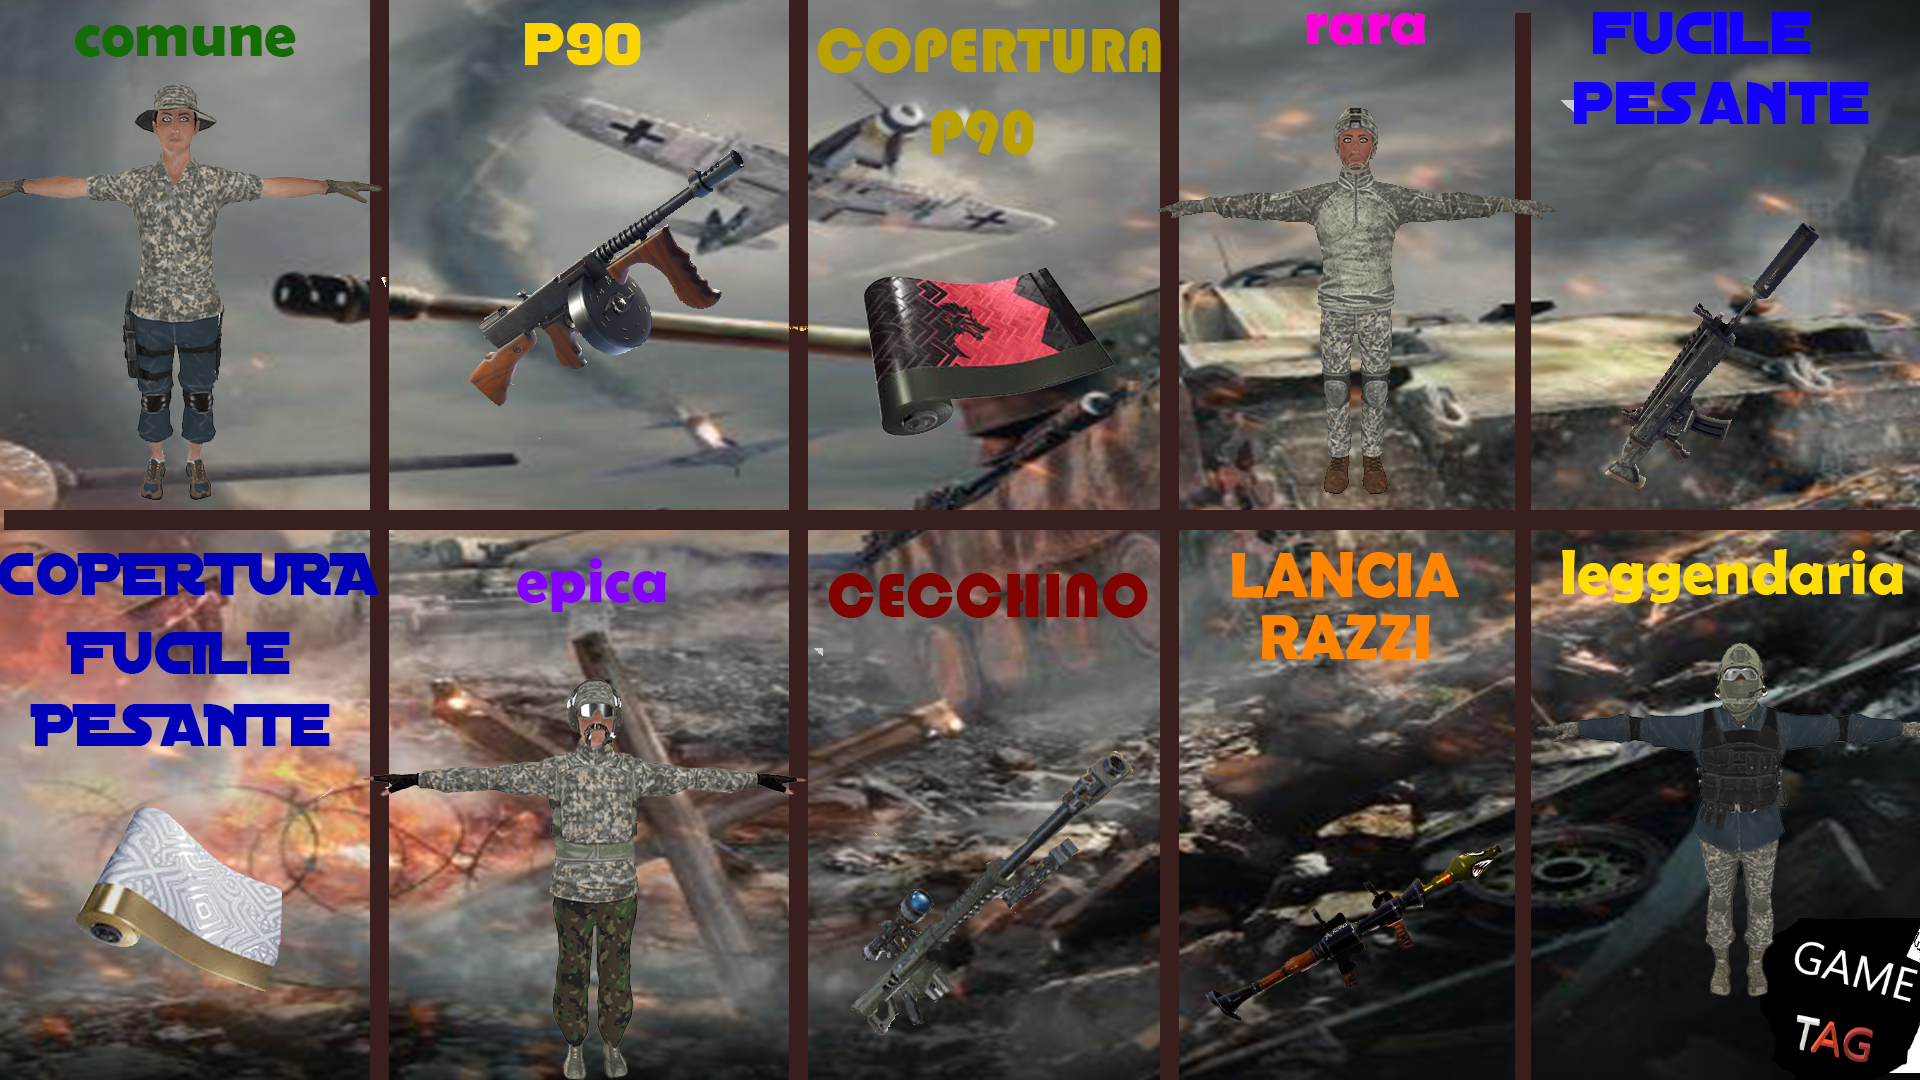 comune
P90
COPERTURA
P90
rara
FUCILE
PESANTE
COPERTURA
FUCILE
PESANTE
epica
CECCHINO
LANCIA
RAZZI
leggendaria
GAME
TAG